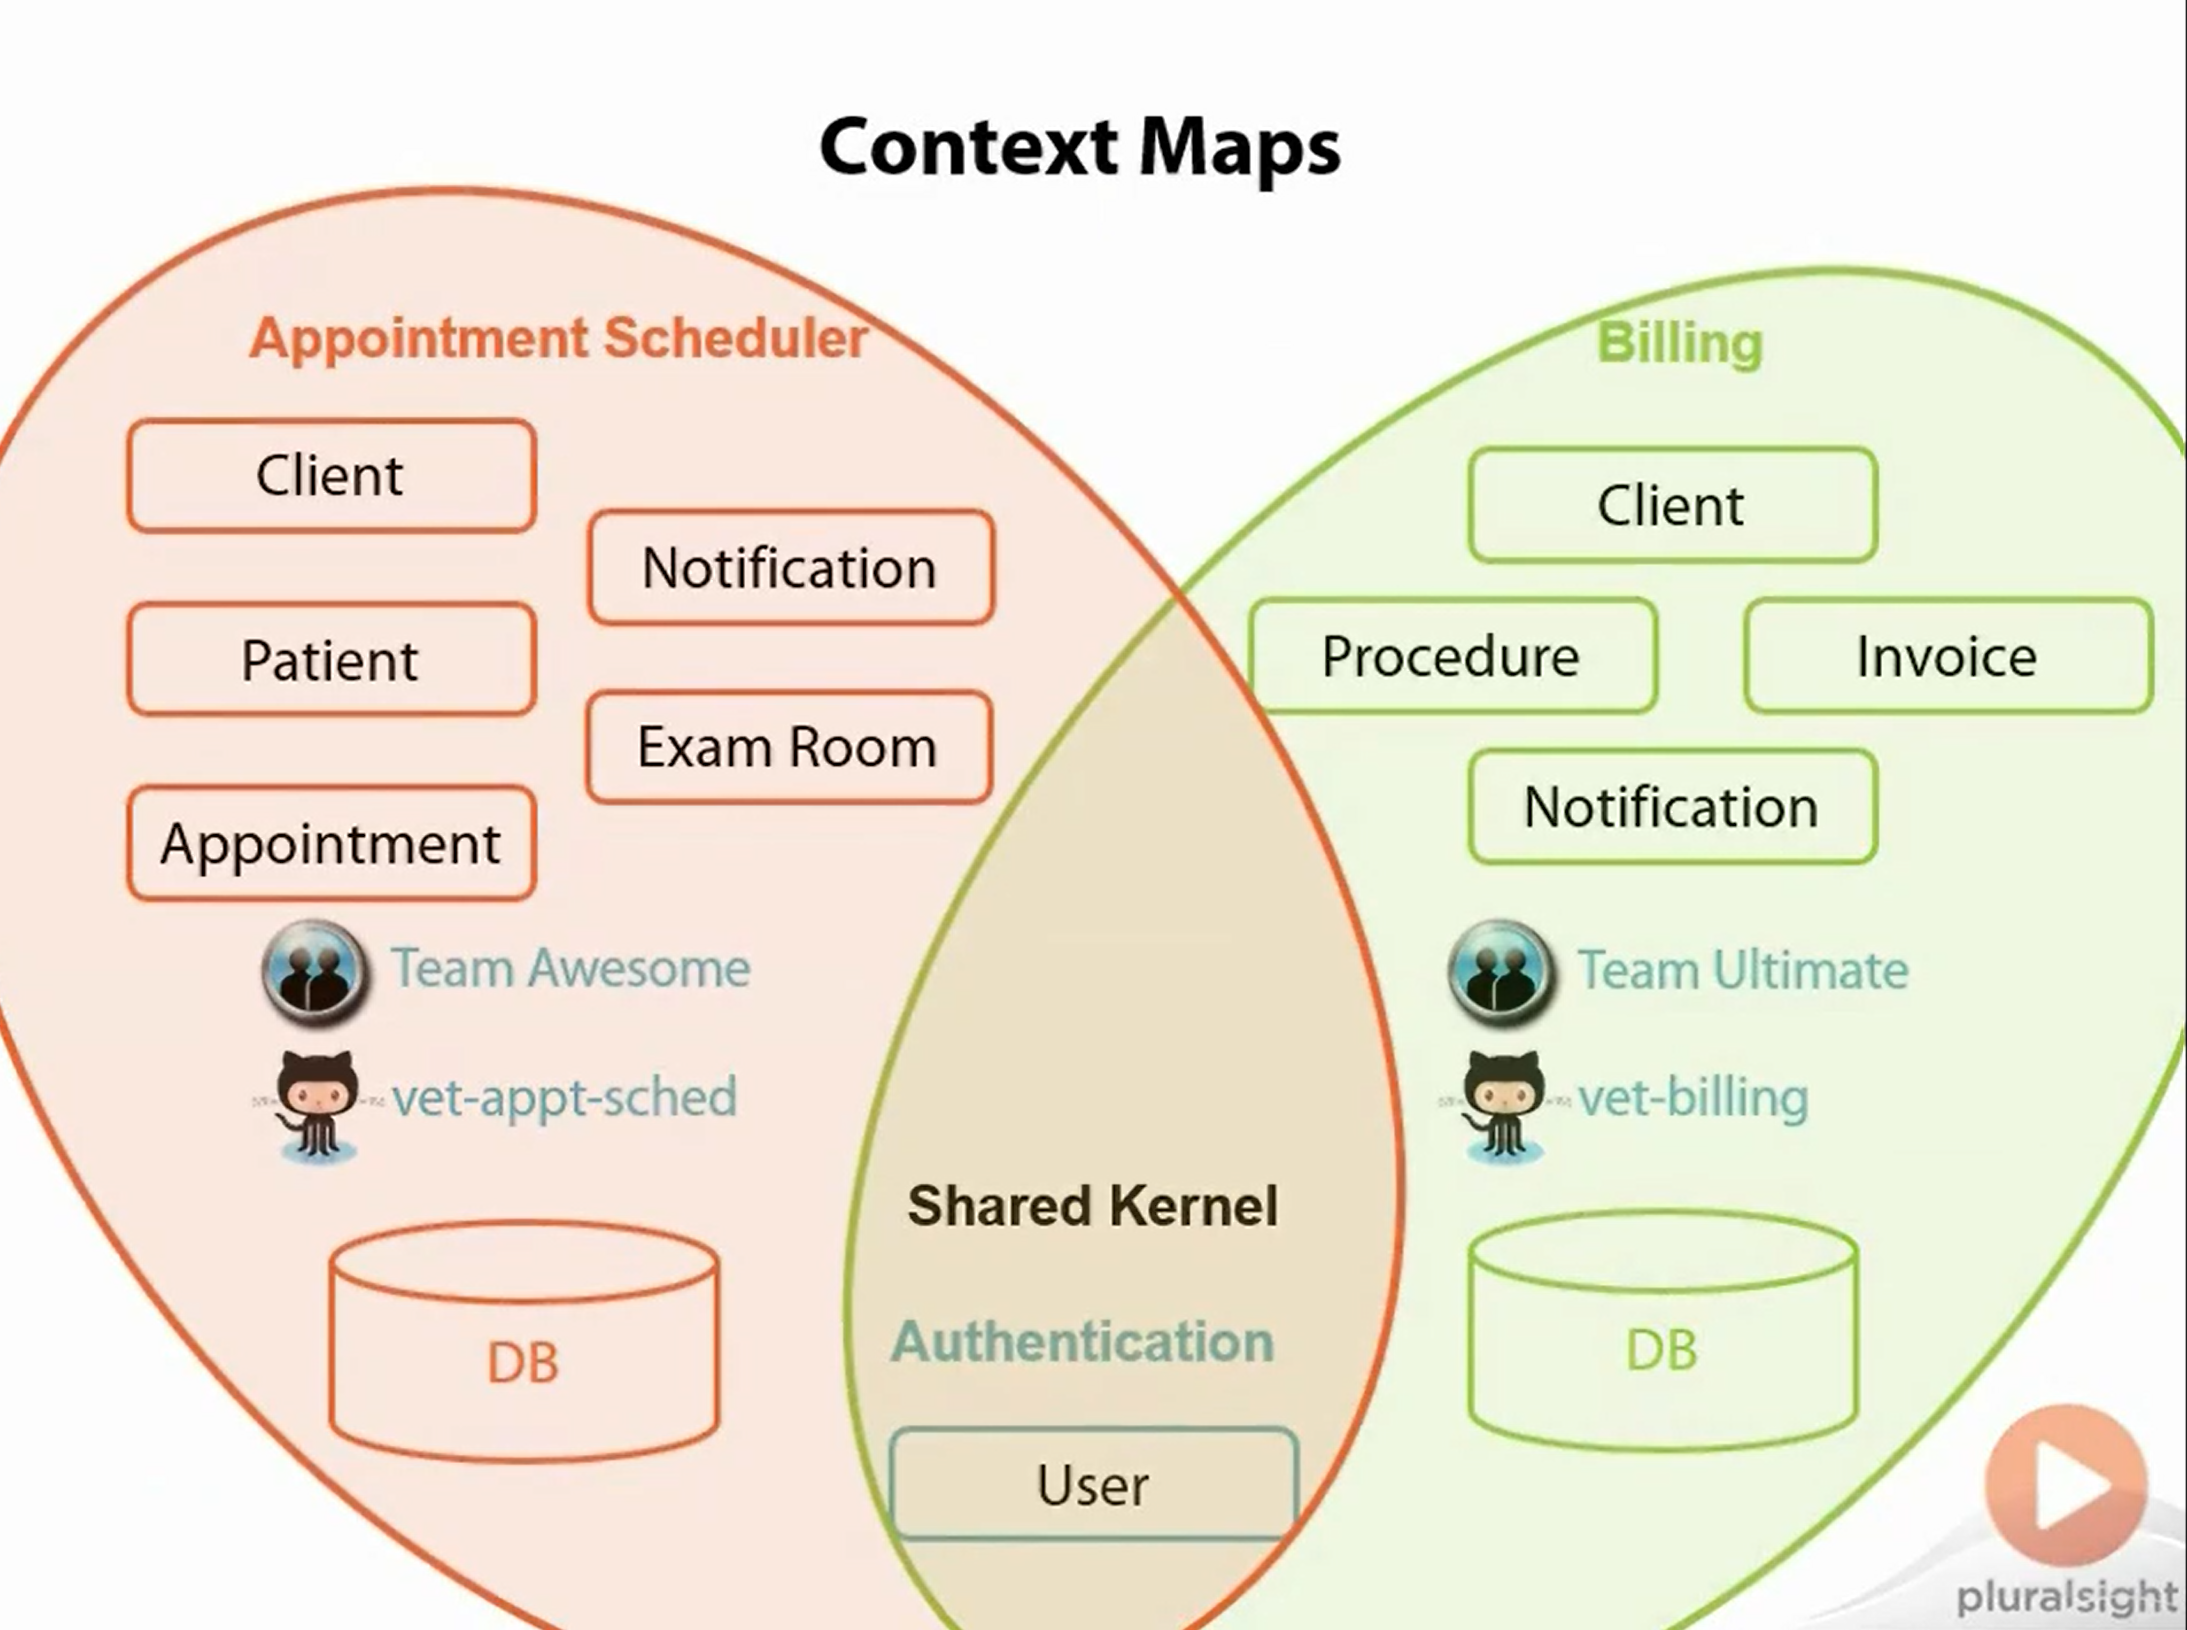 Context Maps
Appointment Scheduler
Client
Notification
Patient
Exam Room
Appointment
Team Awesome
vet-appt-sched
DB
Billing
Client
Procedure
Invoice
Notification
Team Ultimate
vet-billing
DB
Shared Kernel
Authentication
User
pluralsight